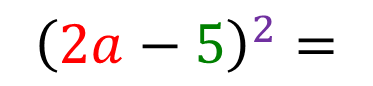 (2a − 5)² =